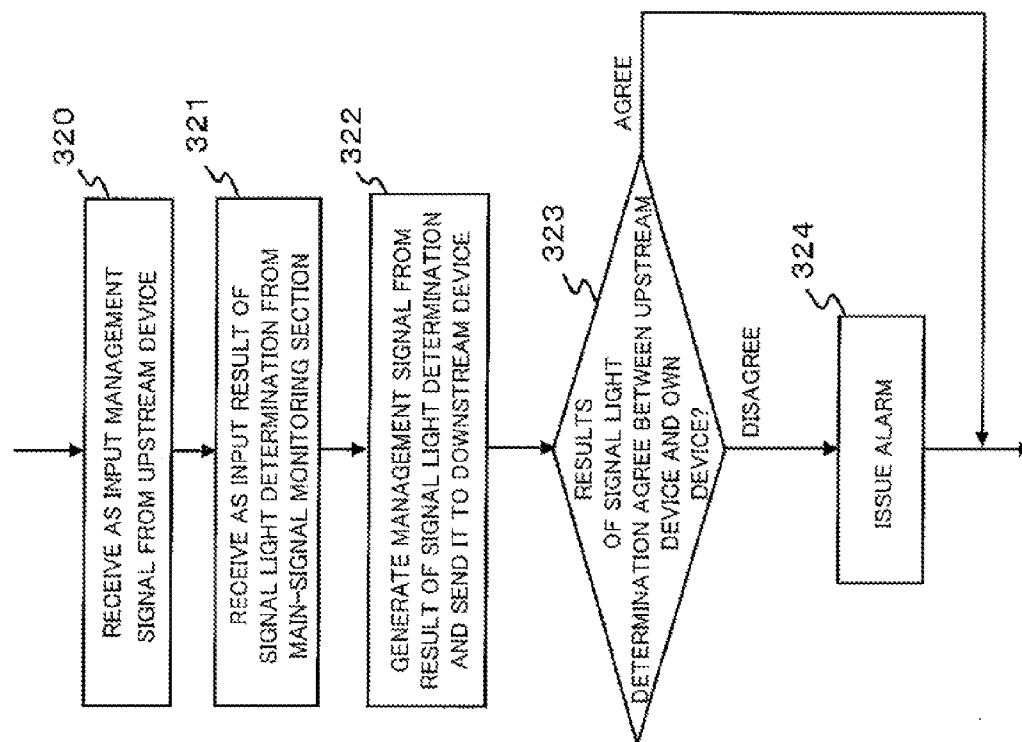 320
RECEIVE AS INPUT MANAGEMENT
SIGNAL FROM UPSTREAM DEVICE
321
RECEIVE AS INPUT RESULT OF
SIGNAL LIGHT DETERMINATION FROM
MAIN-SIGNAL MONITORING SECTION
322
GENERATE MANAGEMENT SIGNAL FROM
RESULT OF SIGNAL LIGHT DETERMINATION
AND SEND IT TO DOWNSTREAM DEVICE
323
RESULTS
OF SIGNAL LIGHT
DETERMINATION AGREE BETWEEN UPSTREAM
DEVICE AND OWN
DEVICE?
AGREE
DISAGREE
324
ISSUE ALARM